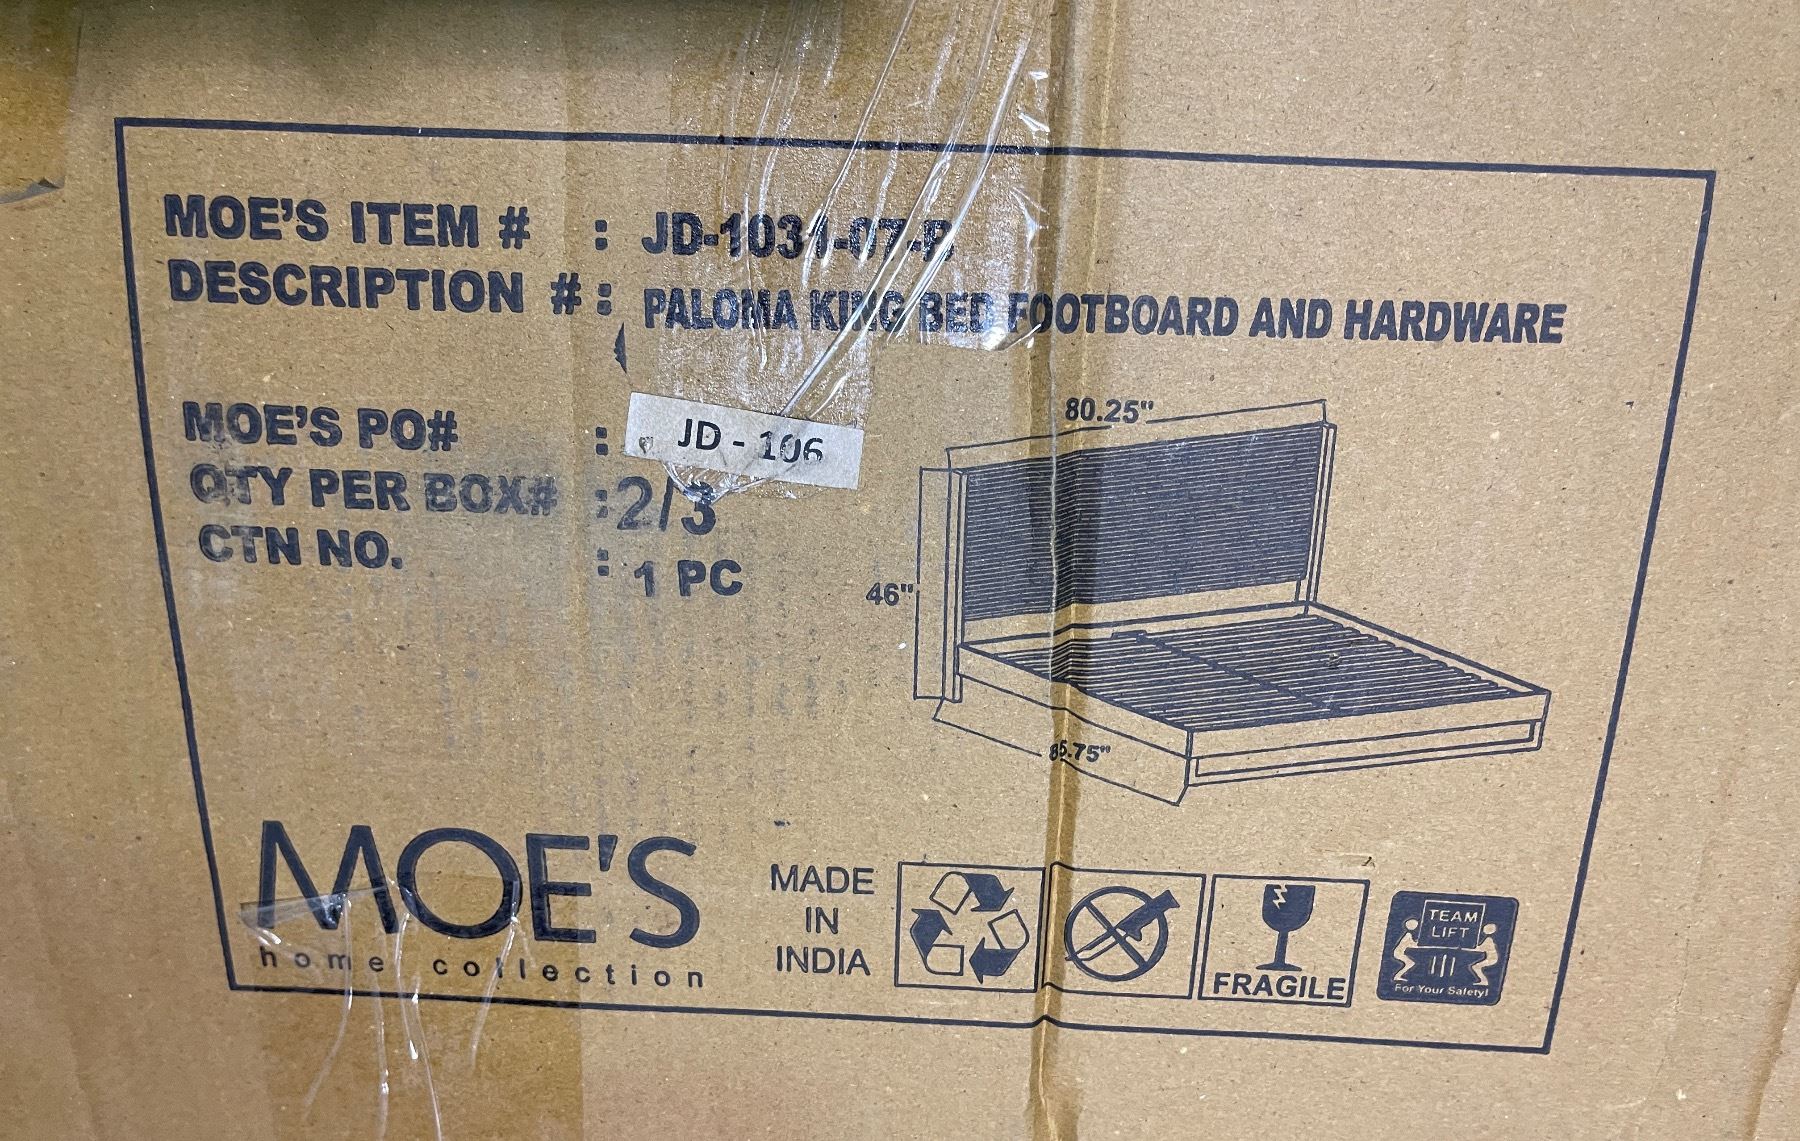 MOE'S ITEM # : JD-1031-07-R
DESCRIPTION # : PALOMA KING BED FOOTBOARD AND HARDWARE
MOE'S PO# : JD - 106
QTY PER BOX# : 2/3
CTN NO. : 1 PC
80.25"
46"
85.75"
MOE'S
home collection
MADE
IN
INDIA
FRAGILE
TEAM
LIFT
For Your Safety!